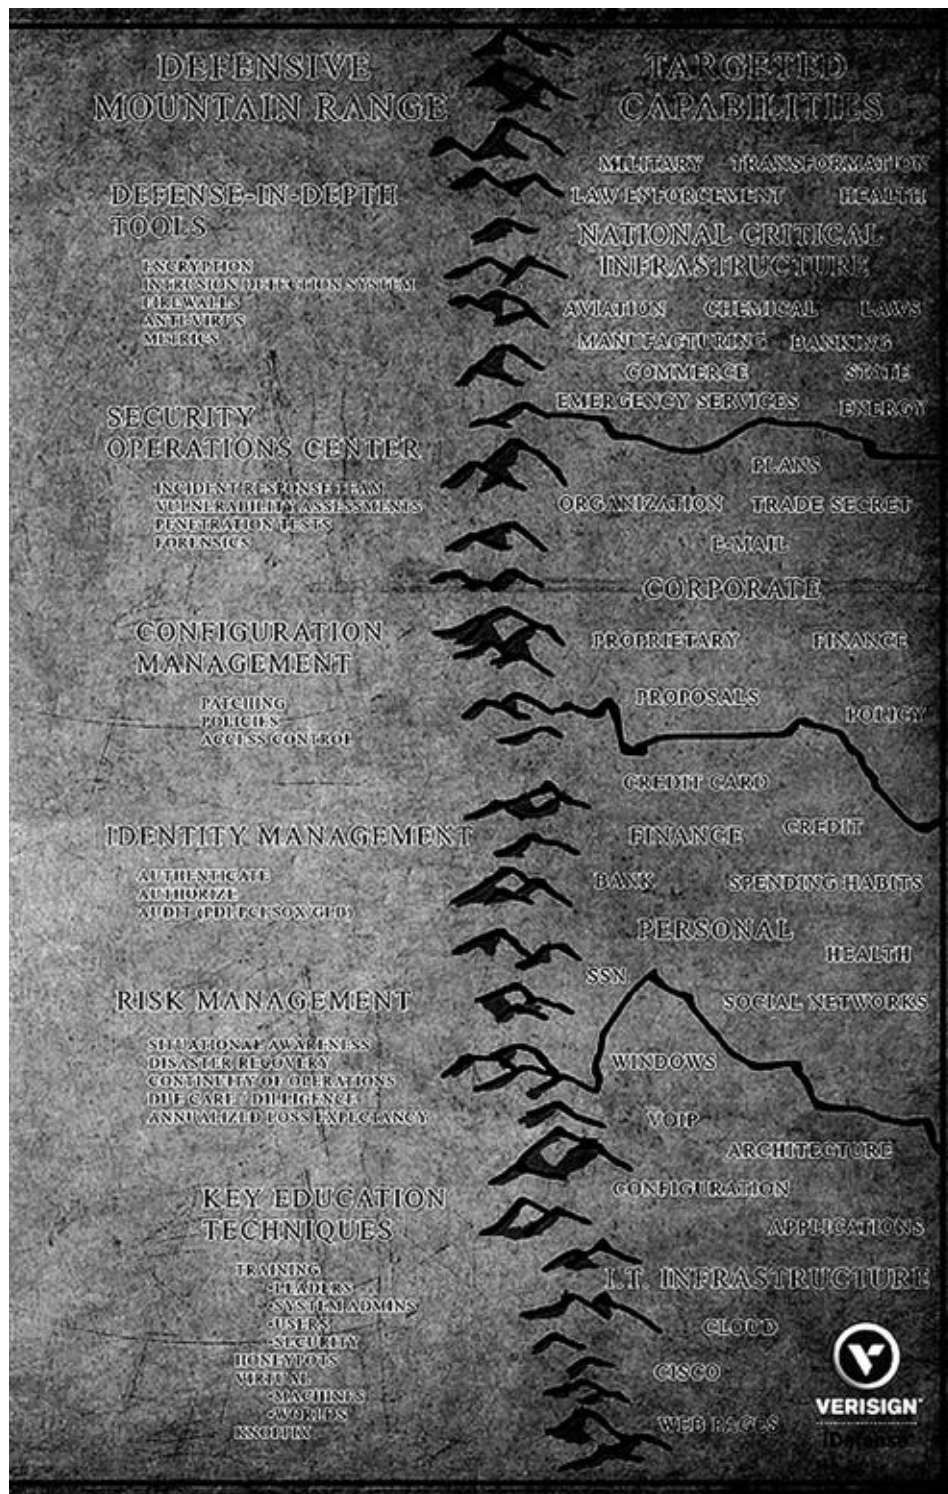 DEFENSIVE
MOUNTAIN RANGE
DEFENSE-IN-DEPTH
TOOLS
ENCRYPTION
INTRUSION DETECTION SYSTEM
FIREWALLS
ANTI-VIRUS
METRICS
SECURITY
OPERATIONS CENTER
INCIDENT RESPONSE TEAM
VULNERABILITY ASSESSMENTS
PENETRATION TESTS
FORENSICS
CONFIGURATION
MANAGEMENT
PATCHING
POLICIES
ACCESS CONTROL
IDENTITY MANAGEMENT
AUTHENTICATE
AUTHORIZE
AUDIT
RISK MANAGEMENT
SITUATIONAL AWARENESS
DISASTER RECOVERY
CONTINUITY OF OPERATIONS
DUE CARE / DILLIGENCE
ANNUALIZED LOSS EXPECTANCY
KEY EDUCATION
TECHNIQUES
TRAINING
•LEADERS
•SYSTEM ADMINS
•USERS
•SECURITY
HONEYPOTS
VIRTUAL
•MACHINES
•WORLDS
KNOPPIX
TARGETED
CAPABILITIES
MILITARY TRANSFORMATION
LAW ENFORCEMENT HEALTH
NATIONAL CRITICAL
INFRASTRUCTURE
AVIATION CHEMICAL LAWS
MANUFACTURING BANKING
COMMERCE STATE
EMERGENCY SERVICES ENERGY
PLANS
ORGANIZATION TRADE SECRET
E-MAIL
CORPORATE
PROPRIETARY FINANCE
PROPOSALS
POLICY
CREDIT CARD
FINANCE CREDIT
BANK SPENDING HABITS
PERSONAL
HEALTH
SSN
SOCIAL NETWORKS
WINDOWS
VOIP
ARCHITECTURE
CONFIGURATION
APPLICATIONS
I.T. INFRASTRUCTURE
CLOUD
CISCO
WEB PAGES
VERISIGN
iDefense